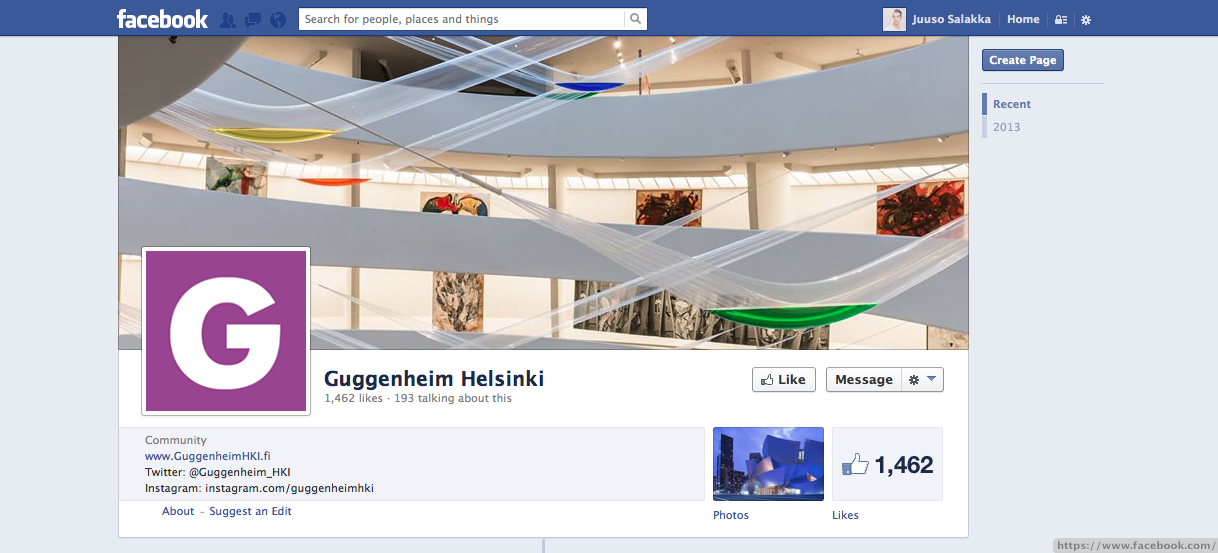 facebook
Search for people, places and things
Juuso Salakka
Home
Create Page
Recent
2013
G
Guggenheim Helsinki
1,462 likes · 193 talking about this
Like
Message
Community
www.GuggenheimHKI.fi
Twitter: @Guggenheim_HKI
Instagram: instagram.com/guggenheimhki
About - Suggest an Edit
Photos
1,462
Likes
https://www.facebook.com/